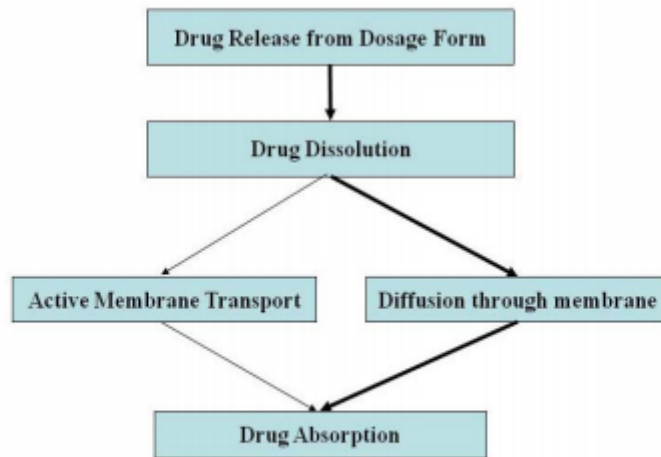 Drug Release from Dosage Form
Drug Dissolution
Active Membrane Transport
Diffusion through membrane
Drug Absorption